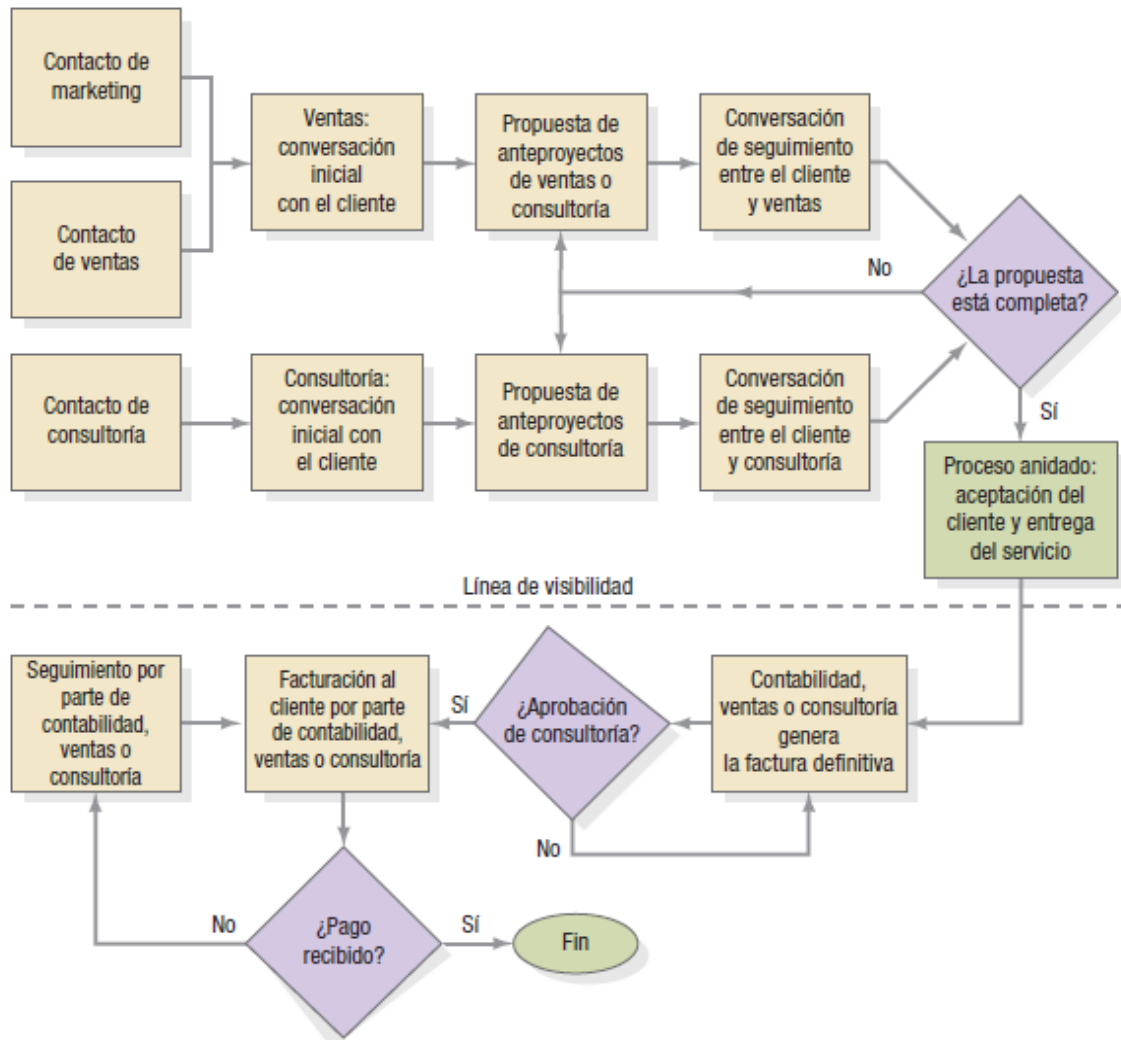 Contacto de
marketing
Contacto
de ventas
Ventas:
conversación
inicial
con el cliente
Propuesta de
anteproyectos
de ventas o
consultoría
Conversación
de seguimiento
entre el cliente
y ventas
No
¿La propuesta
está completa?
Contacto de
consultoría
Consultoría:
conversación
inicial con
el cliente
Propuesta de
anteproyectos
de consultoría
Conversación
de seguimiento
entre el cliente
y consultoría
Sí
Proceso anidado:
aceptación del
cliente y entrega
del servicio
Línea de visibilidad
Seguimiento por
parte de
contabilidad,
ventas o
consultoría
Facturación al
cliente por parte
de contabilidad,
ventas o consultoría
Sí
¿Aprobación
de consultoría?
Contabilidad,
ventas o consultoría
genera
la factura definitiva
No
No
¿Pago
recibido?
Sí
Fin